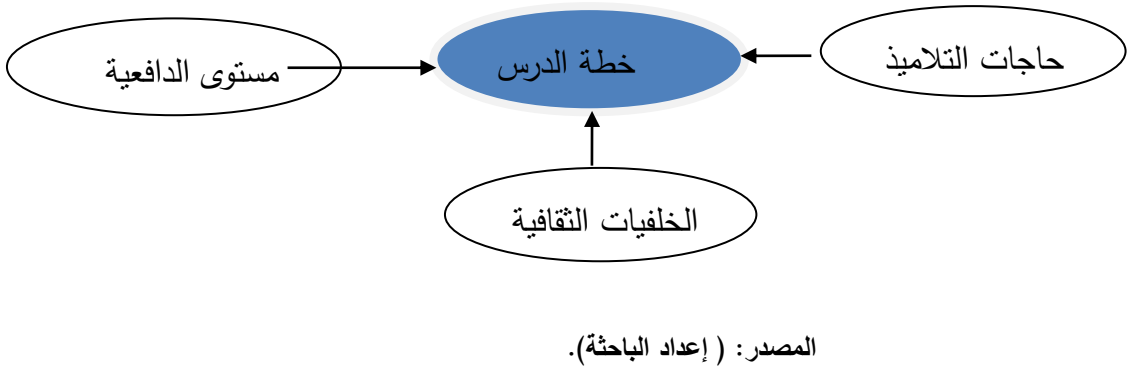 حاجات التلاميذ
خطة الدرس
مستوى الدافعية
الخلفيات الثقافية
المصدر: ( إعداد الباحثة).